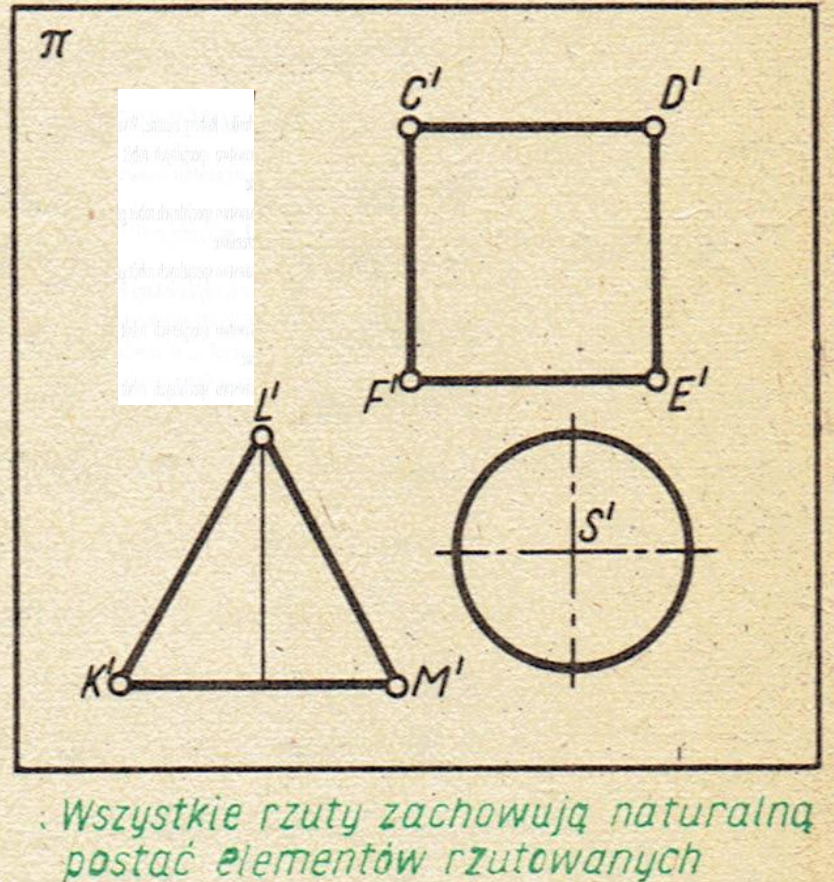 π
C' D'
F' E'
L'
S'
K' M'
Wszystkie rzuty zachowują naturalną
postać elementów rzutowanych